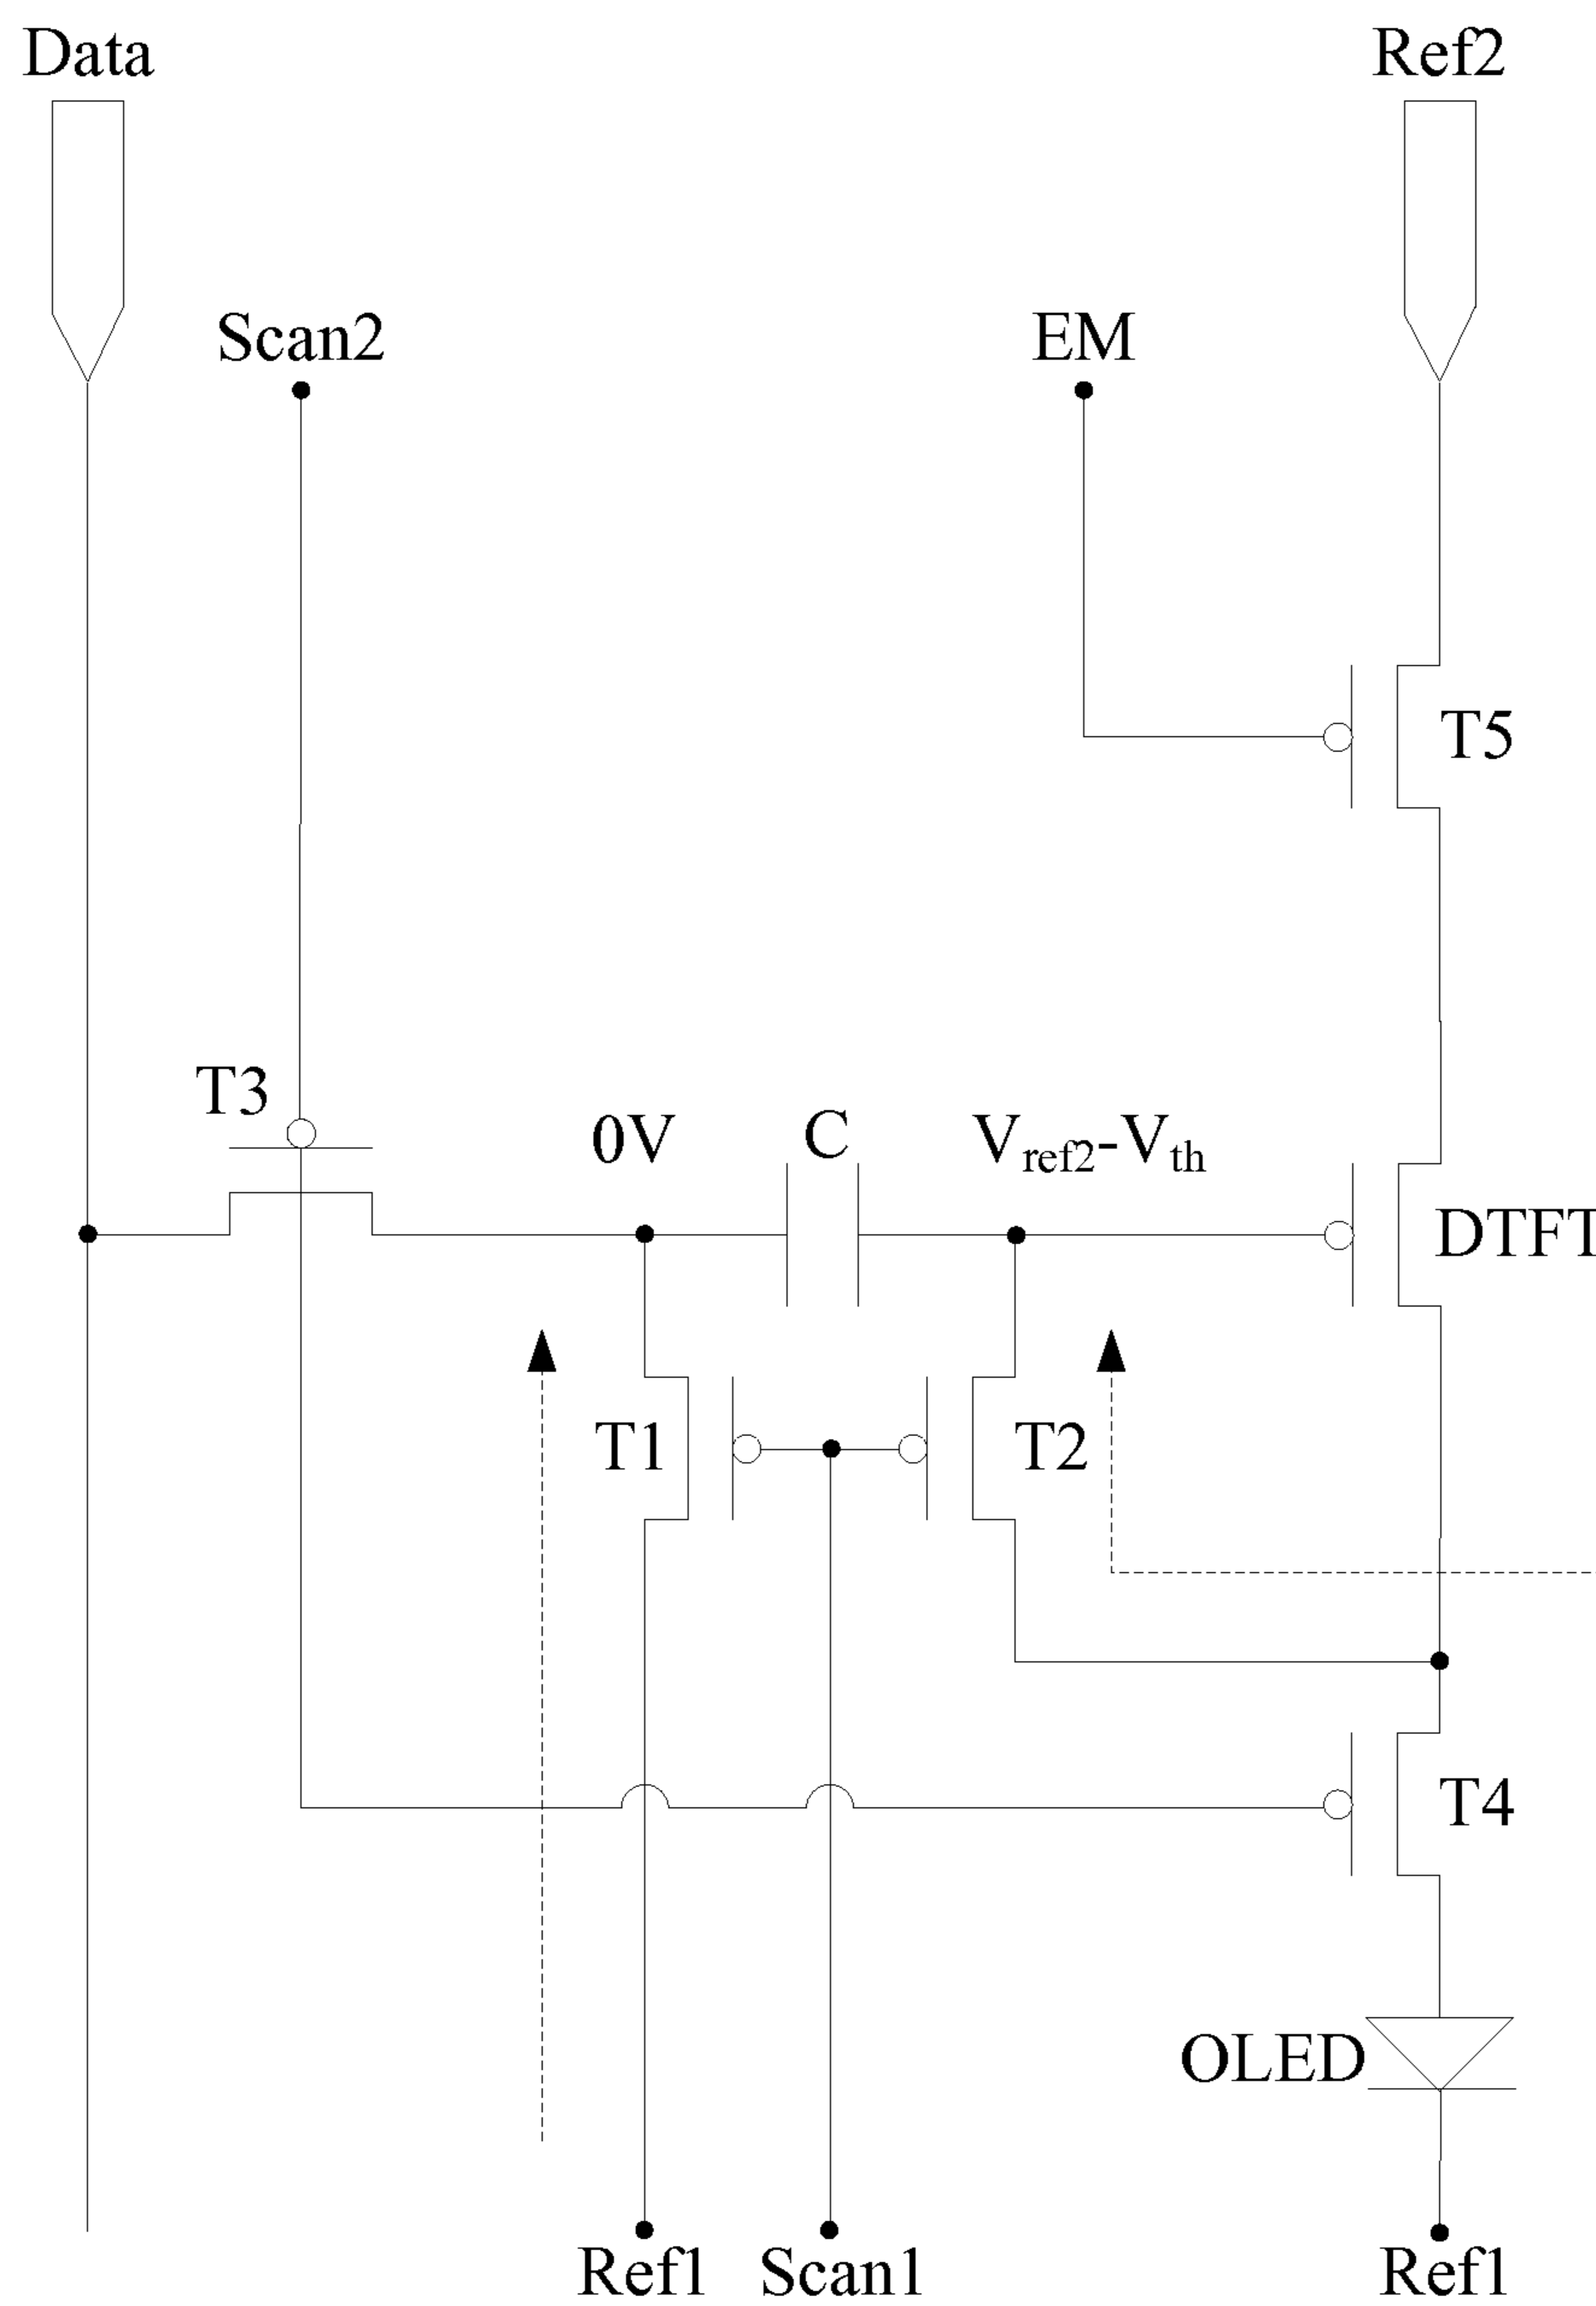 Data
Ref2
Scan2
EM
T5
T3
0V
C
Vref2-Vth
DTFT
T1
T2
T4
OLED
Ref1
Scan1
Ref1